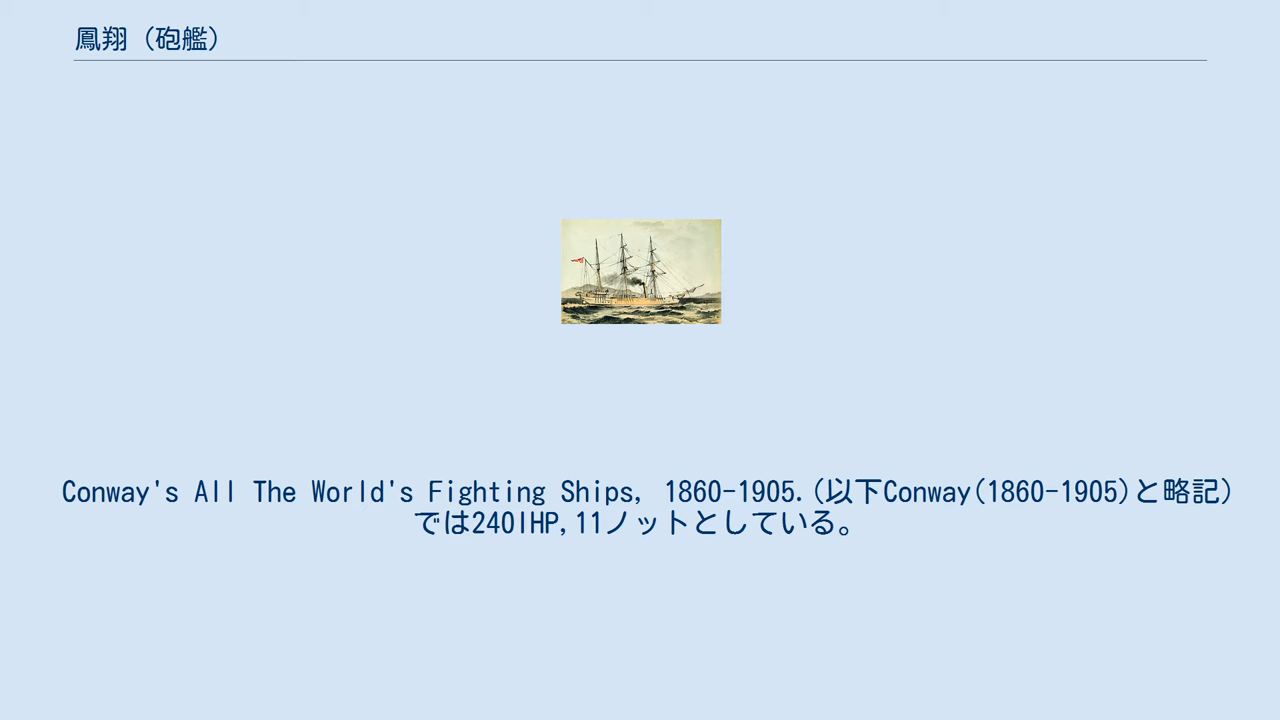 鳳翔 (砲艦)
Conway's All The World's Fighting Ships, 1860-1905.(以下Conway(1860-1905)と略記)
では240IHP,11ノットとしている。